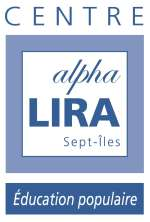 CENTRE
alpha
LIRA
Sept-Îles
Éducation populaire